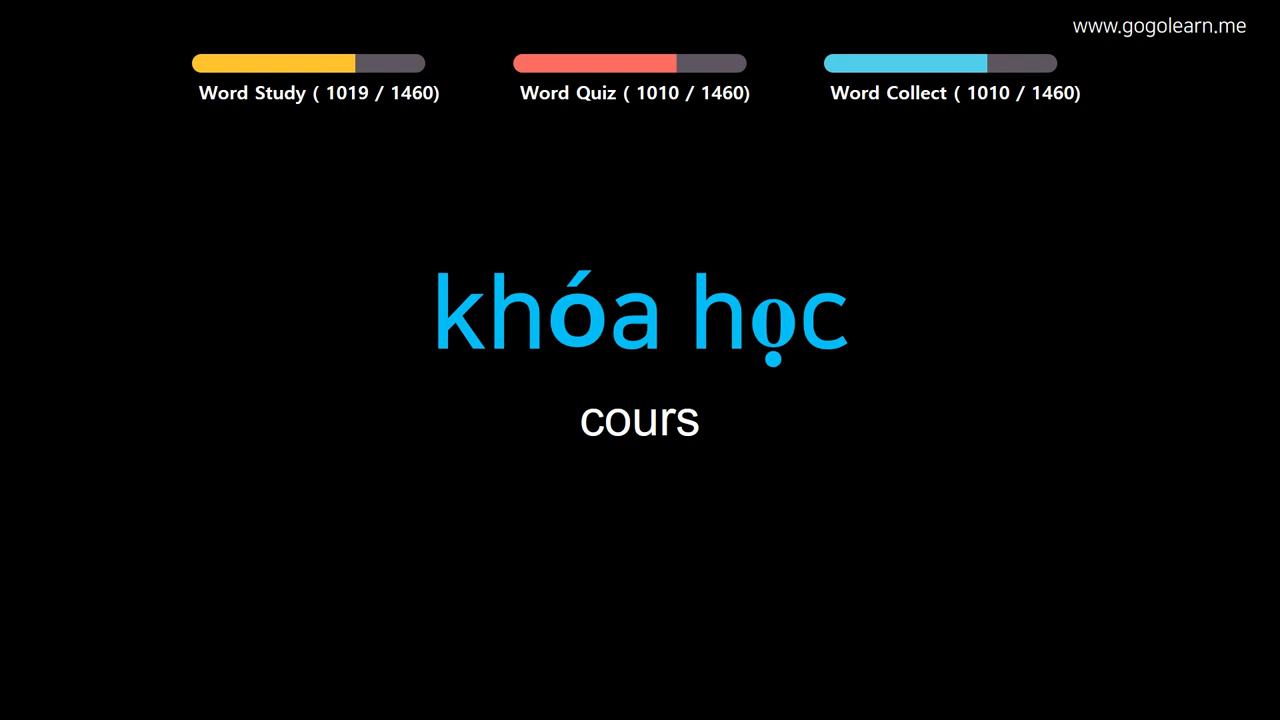 www.gogolearn.me
Word Study ( 1019 / 1460)
Word Quiz ( 1010 / 1460)
Word Collect ( 1010 / 1460)
khóa học
cours